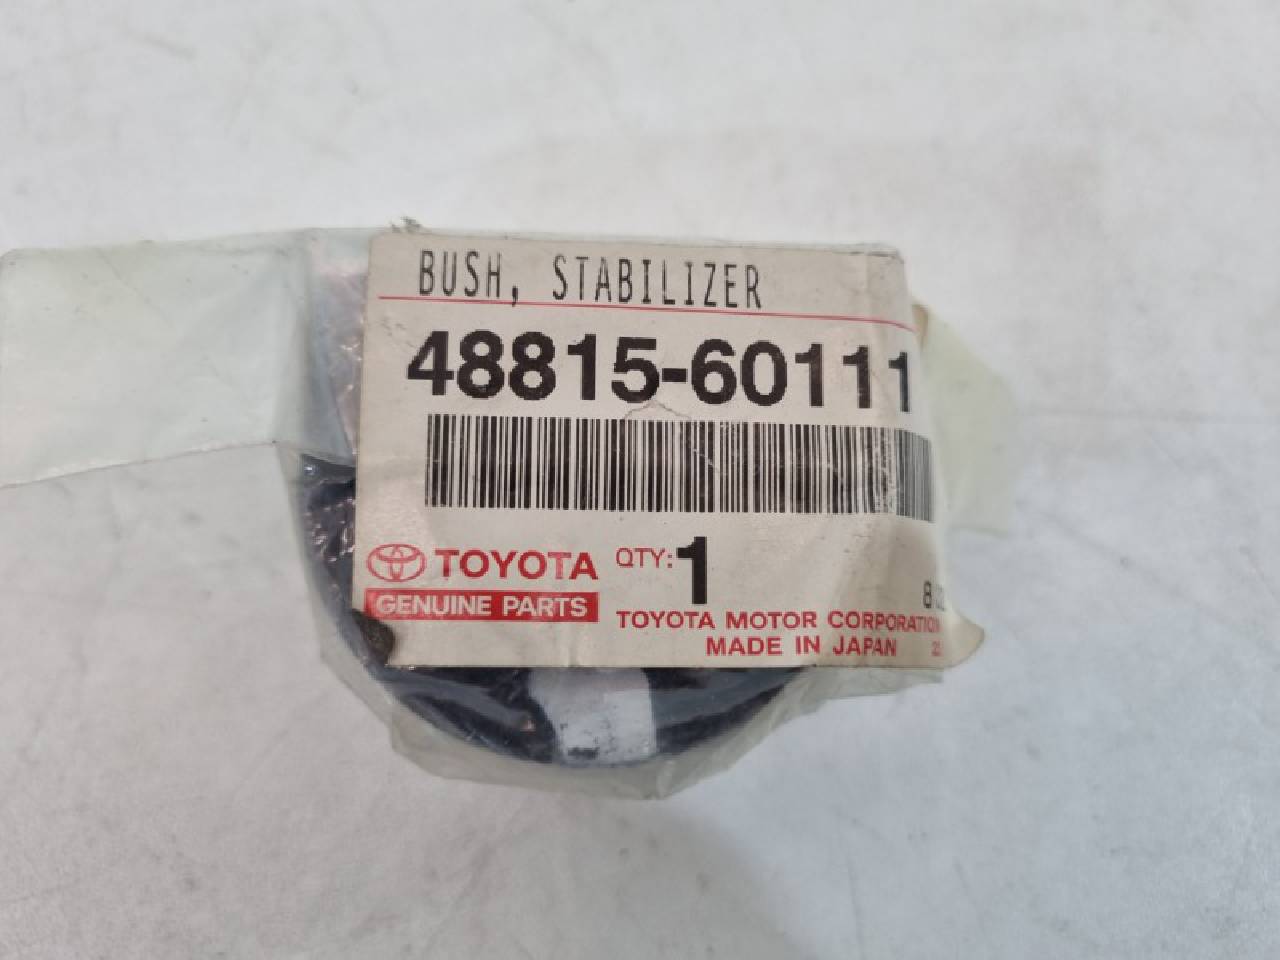 BUSH, STABILIZER
48815-60111
TOYOTA QTY: 1
GENUINE PARTS
TOYOTA MOTOR CORPORATION
MADE IN JAPAN